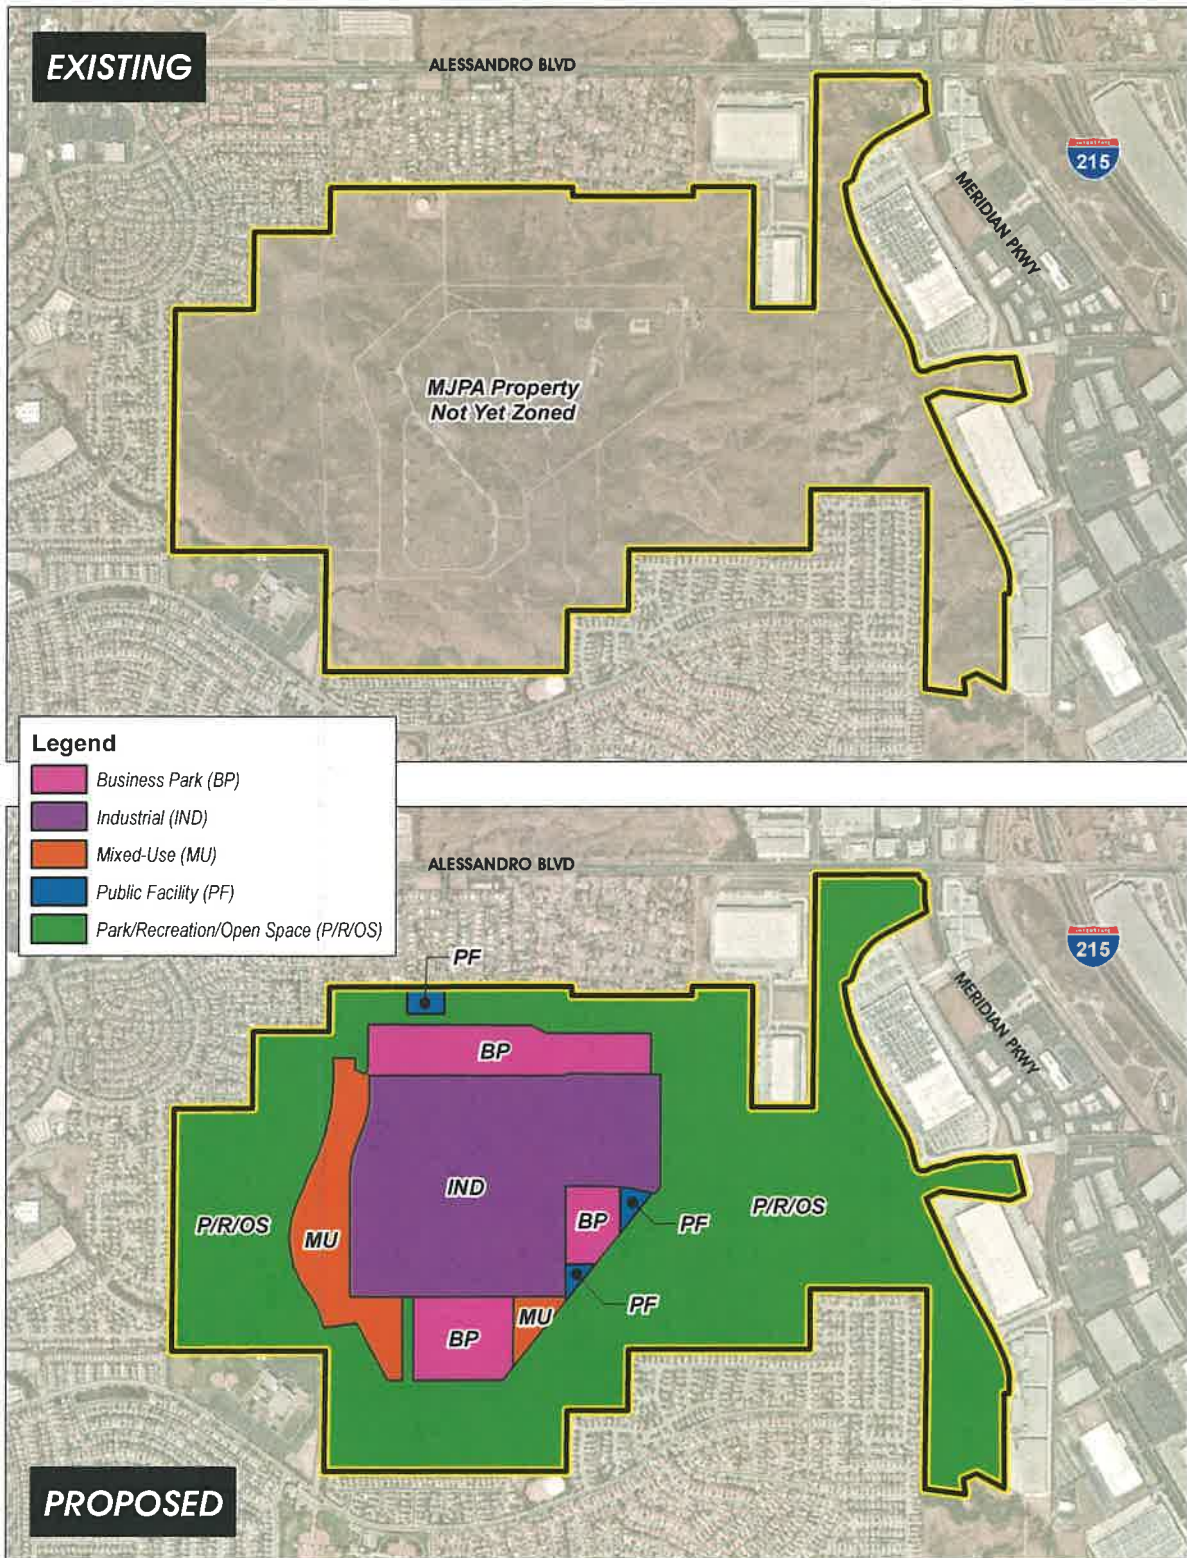 EXISTING
ALESSANDRO BLVD
INTERSTATE
215
MERIDIAN PKWY
MJPA Property
Not Yet Zoned
Legend
Business Park (BP)
Industrial (IND)
Mixed-Use (MU)
Public Facility (PF)
Park/Recreation/Open Space (P/R/OS)
ALESSANDRO BLVD
INTERSTATE
215
MERIDIAN PKWY
PF
BP
IND
P/R/OS
MU
BP
PF
P/R/OS
PF
MU
BP
PROPOSED